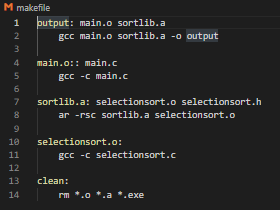 makefile
1 output: main.o sortlib.a
2 gcc main.o sortlib.a -o output
3
4 main.o:: main.c
5 gcc -c main.c
6
7 sortlib.a: selectionsort.o selectionsort.h
8 ar -rsc sortlib.a selectionsort.o
9
10 selectionsort.o:
11 gcc -c selectionsort.c
12
13 clean:
14 rm *.o *.a *.exe